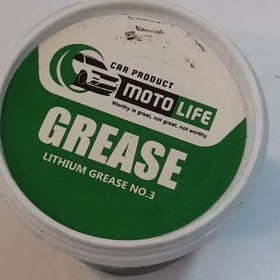 CAR PRODUCT
MOTO LIFE
Worthy is great, not great, not worthy
GREASE
LITHIUM GREASE NO.3